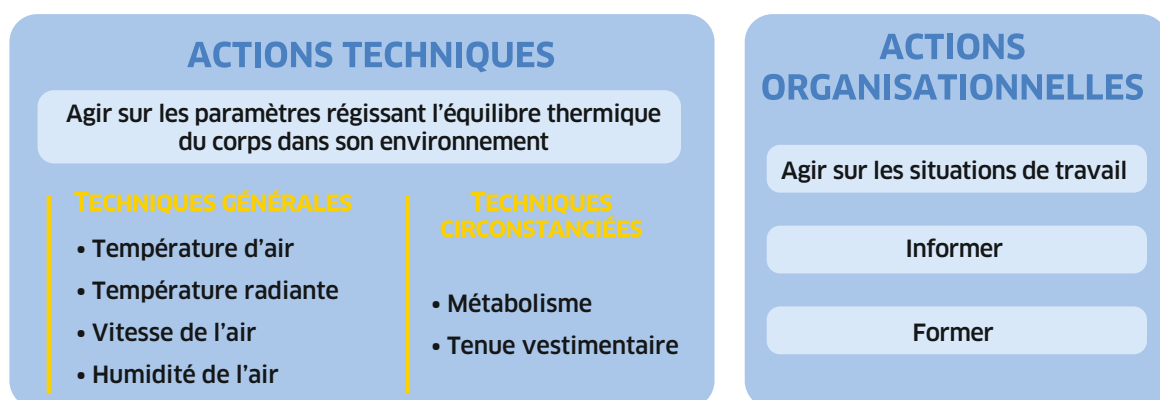 ACTIONS TECHNIQUES
Agir sur les paramètres régissant l'équilibre thermique
du corps dans son environnement
TECHNIQUES GÉNÉRALES
• Température d'air
• Température radiante
• Vitesse de l'air
• Humidité de l'air
TECHNIQUES
CIRCONSTANCIÉES
• Métabolisme
• Tenue vestimentaire
ACTIONS
ORGANISATIONNELLES
Agir sur les situations de travail
Informer
Former